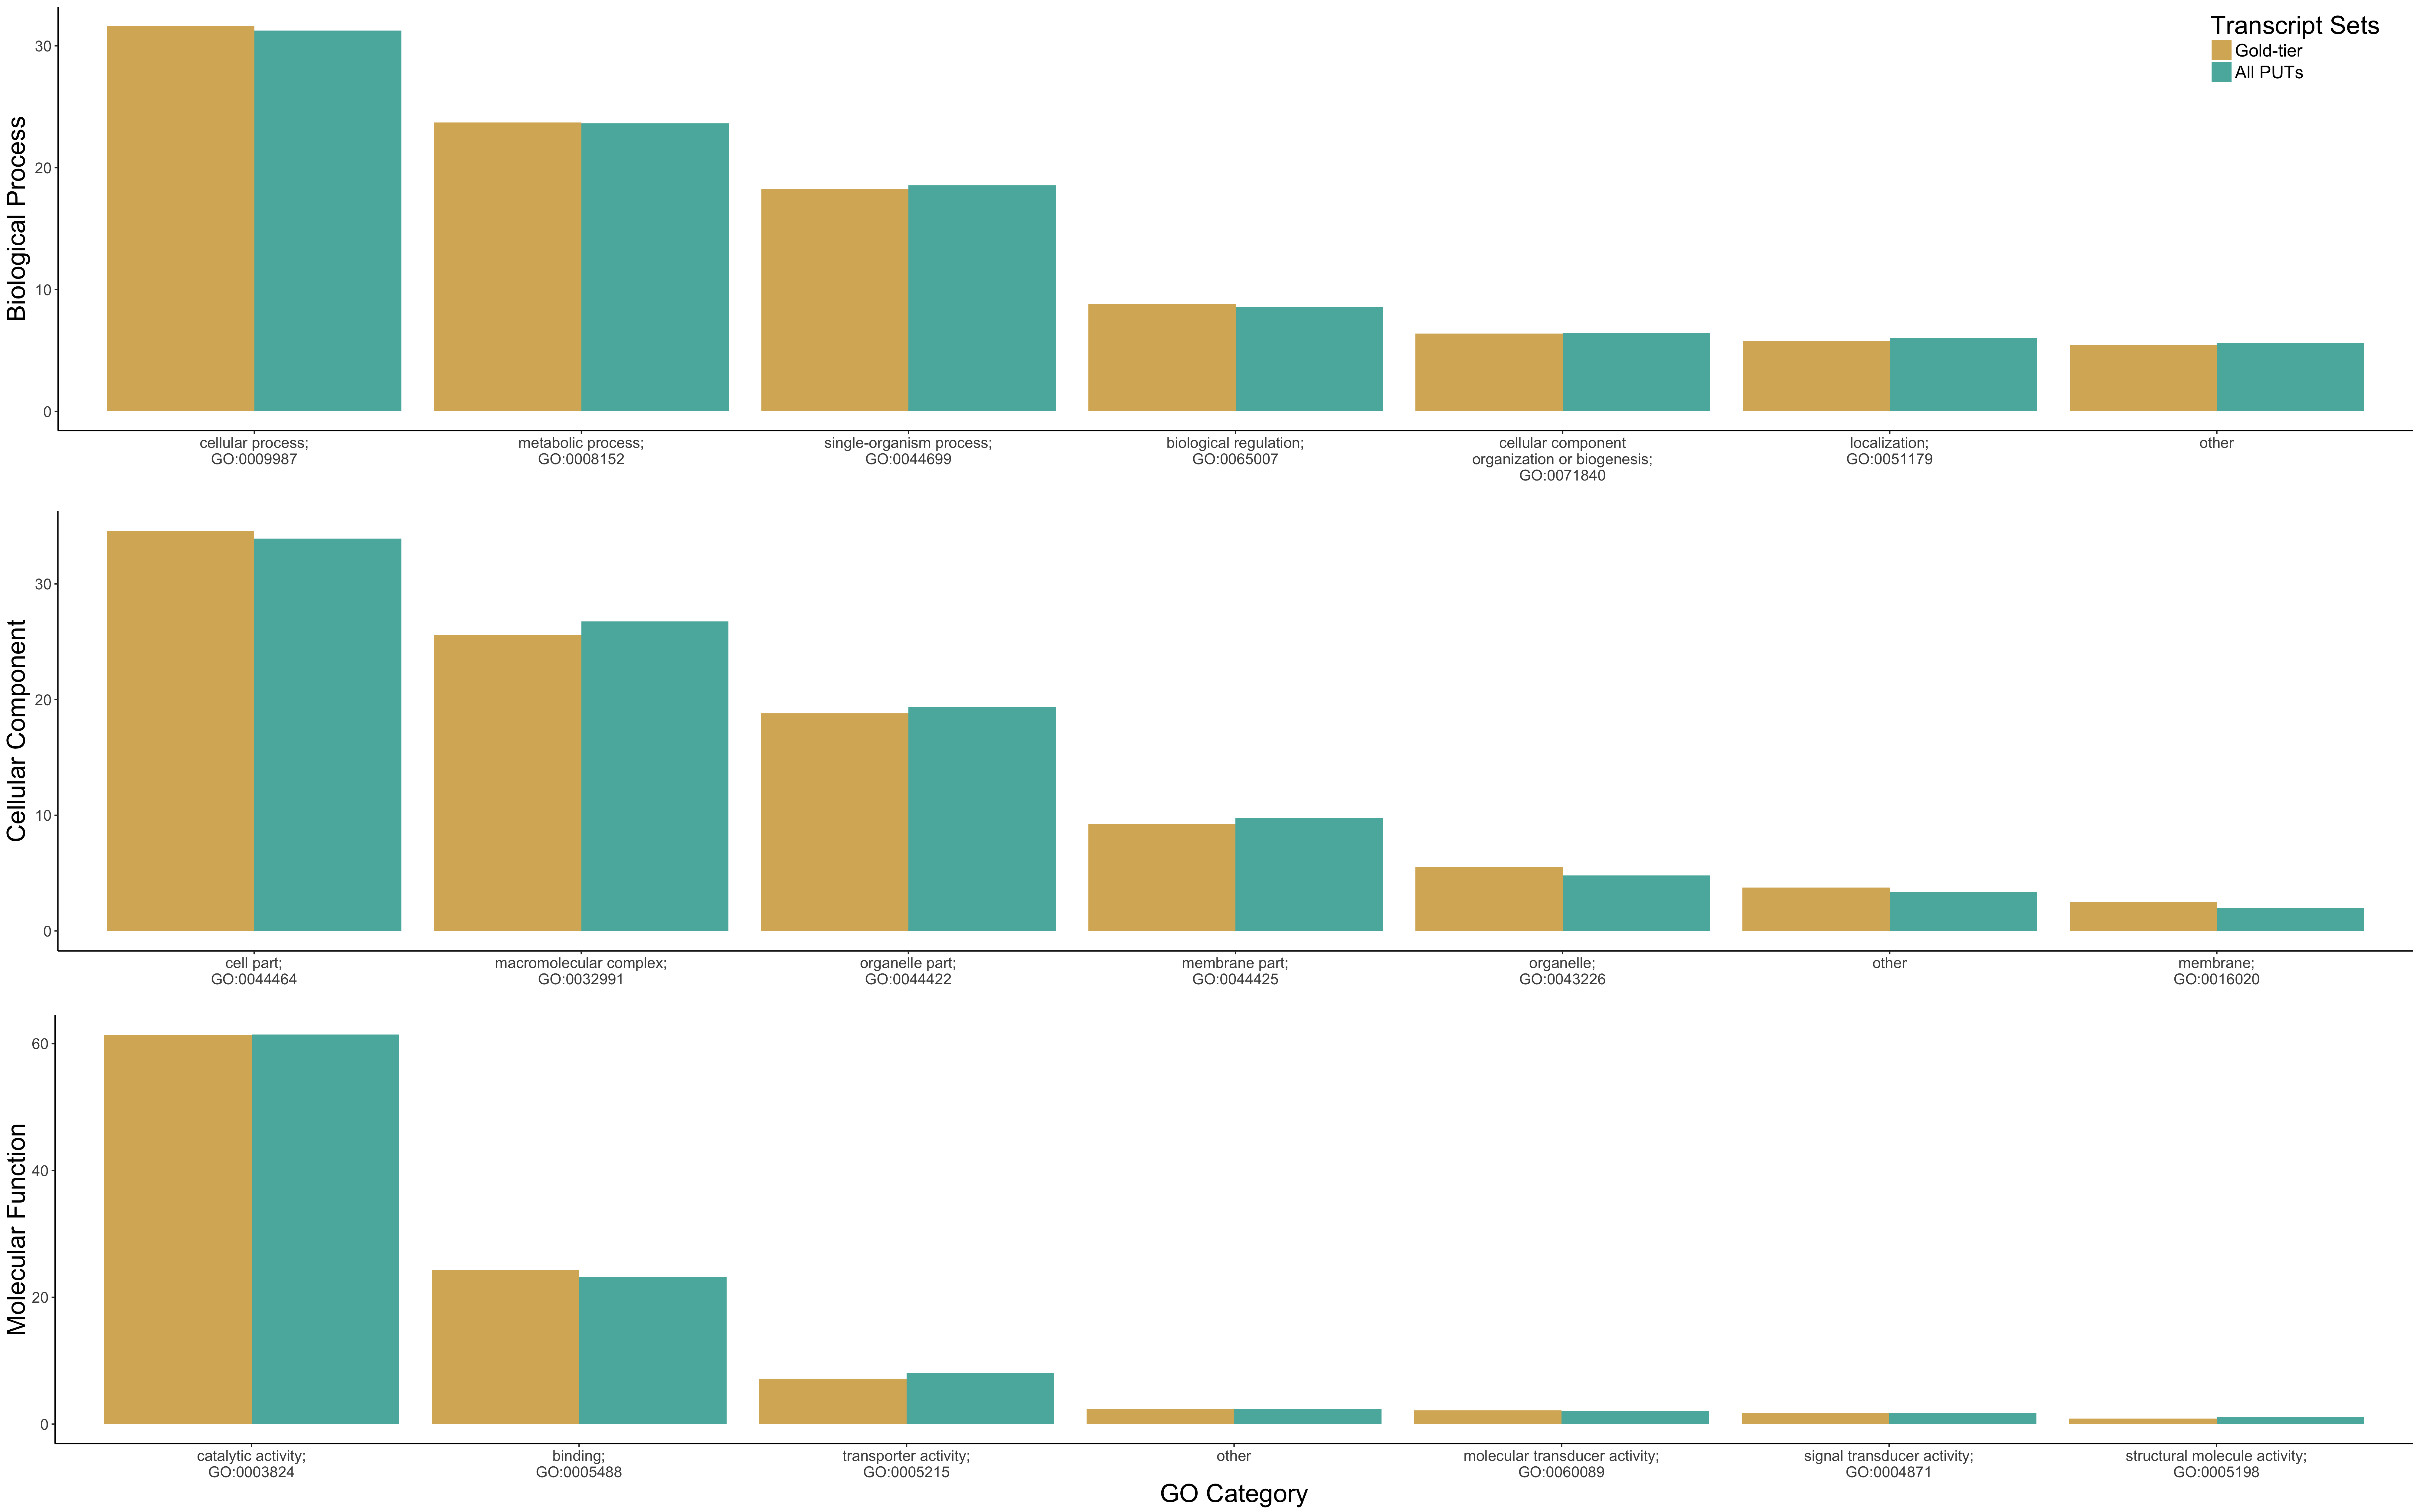 Transcript Sets
Gold-tier
All PUTs
Biological Process
30
20
10
0
cellular process;
GO:0009987
metabolic process;
GO:0008152
single-organism process;
GO:0044699
biological regulation;
GO:0065007
cellular component
organization or biogenesis;
GO:0071840
localization;
GO:0051179
other
Cellular Component
30
20
10
0
cell part;
GO:0044464
macromolecular complex;
GO:0032991
organelle part;
GO:0044422
membrane part;
GO:0044425
organelle;
GO:0043226
other
membrane;
GO:0016020
Molecular Function
60
40
20
0
catalytic activity;
GO:0003824
binding;
GO:0005488
transporter activity;
GO:0005215
other
molecular transducer activity;
GO:0060089
signal transducer activity;
GO:0004871
structural molecule activity;
GO:0005198
GO Category